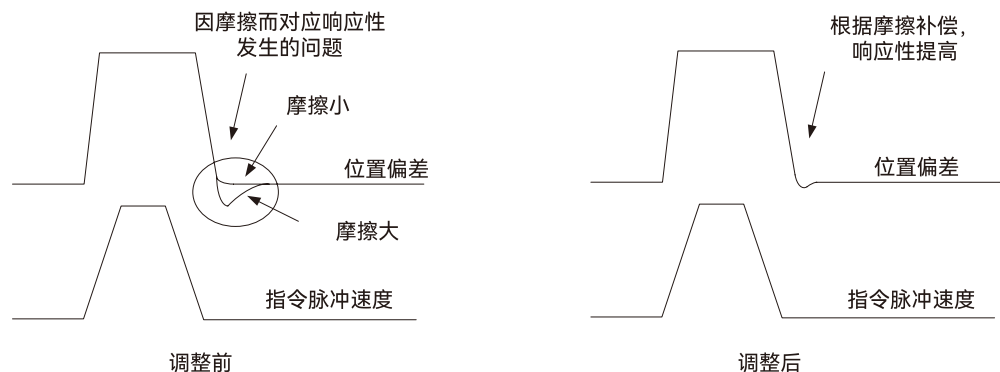 因摩擦而对应响应性
发生的问题
摩擦小
位置偏差
摩擦大
指令脉冲速度
调整前
根据摩擦补偿，
响应性提高
位置偏差
指令脉冲速度
调整后